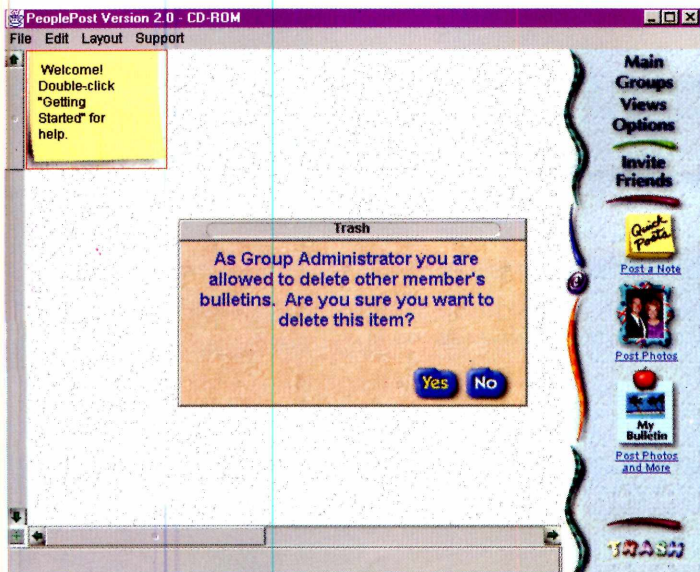 PeoplePost Version 2.0 - CD-ROM
File Edit Layout Support
Welcome!
Double-click
"Getting
Started" for
help.
Trash
As Group Administrator you are
allowed to delete other member's
bulletins. Are you sure you want to
delete this item?
Yes No
Main
Groups
Views
Options
Invite
Friends
Quick
Posts
Post a Note
Post Photos
My
Bulletin
Post Photos
and More
TRASH